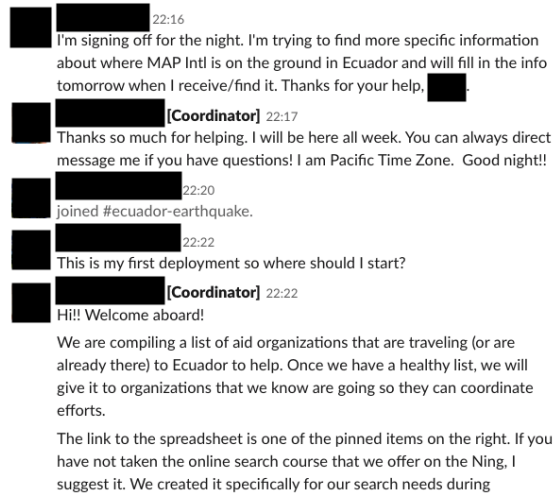 22:16
I'm signing off for the night. I'm trying to find more specific information
about where MAP Intl is on the ground in Ecuador and will fill in the info
tomorrow when I receive/find it. Thanks for your help, .
[Coordinator] 22:17
Thanks so much for helping. I will be here all week. You can always direct
message me if you have questions! I am Pacific Time Zone. Good night!!
22:20
joined #ecuador-earthquake.
22:22
This is my first deployment so where should I start?
[Coordinator] 22:22
Hi!! Welcome aboard!
We are compiling a list of aid organizations that are traveling (or are
already there) to Ecuador to help. Once we have a healthy list, we will
give it to organizations that we know are going so they can coordinate
efforts.
The link to the spreadsheet is one of the pinned items on the right. If you
have not taken the online search course that we offer on the Ning, I
suggest it. We created it specifically for our search needs during